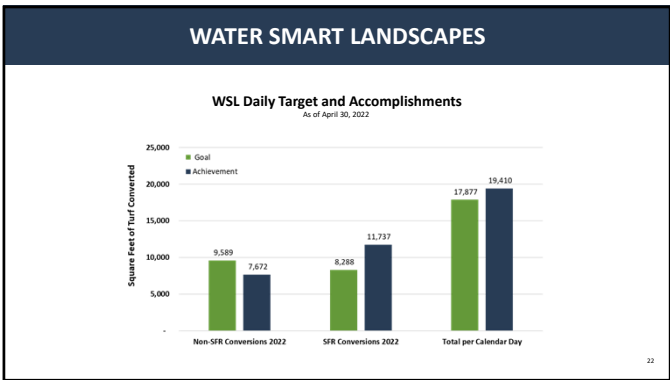 WATER SMART LANDSCAPES
WSL Daily Target and Accomplishments
As of April 30, 2022
Square Feet of Turf Converted
25,000
20,000
15,000
10,000
5,000
-
Goal
Achievement
9,589
7,672
8,288
11,737
17,877
19,410
Non-SFR Conversions 2022
SFR Conversions 2022
Total per Calendar Day
22